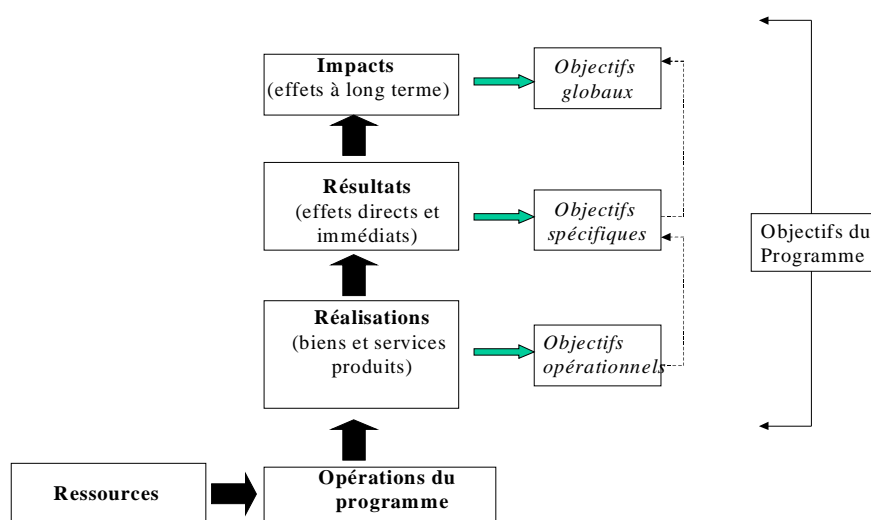 Impacts
(effets à long terme)
Objectifs
globaux
Résultats
(effets directs et
immédiats)
Objectifs
spécifiques
Objectifs du
Programme
Réalisations
(biens et services
produits)
Objectifs
opérationnels
Ressources
Opérations du
programme